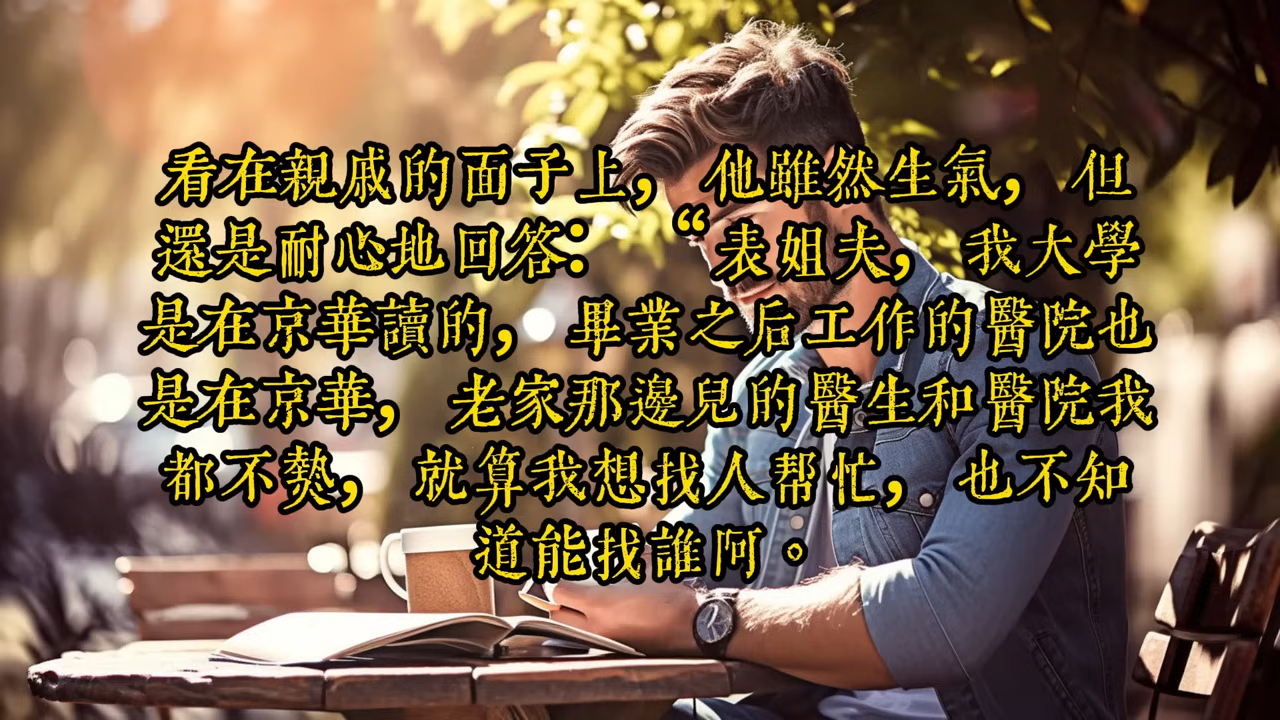 看在親戚的面子上， 他雖然生氣， 但
還是耐心地回答： “表姐夫， 我大學
是在京華讀的， 畢業之后工作的醫院也
是在京華， 老家那邊兒的醫生和醫院我
都不熟， 就算我想找人帮忙， 也不知
道能找誰阿。